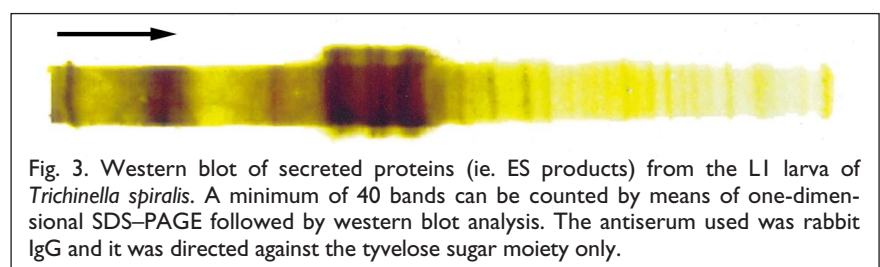 Fig. 3. Western blot of secreted proteins (ie. ES products) from the L1 larva of
Trichinella spiralis. A minimum of 40 bands can be counted by means of one-dimen-
sional SDS–PAGE followed by western blot analysis. The antiserum used was rabbit
IgG and it was directed against the tyvelose sugar moiety only.